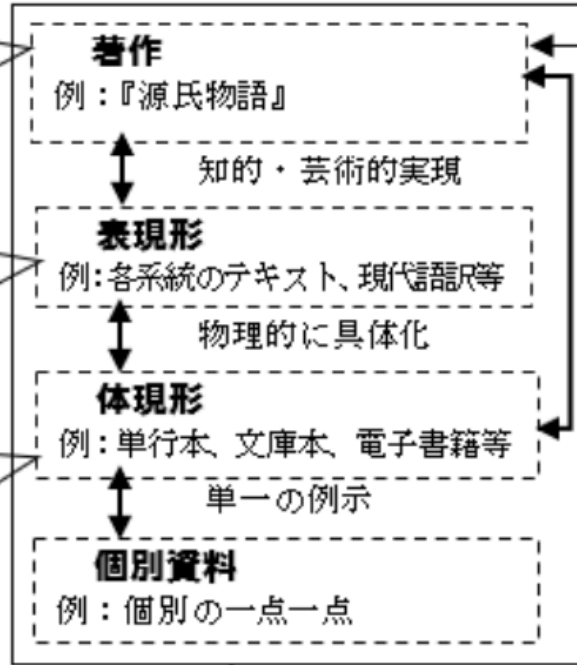 著作
例：『源氏物語』
知的・芸術的実現
表現形
例：各系統のテキスト、現代語訳等
物理的に具体化
体現形
例：単行本、文庫本、電子書籍等
単一の例示
個別資料
例：個別の一点一点